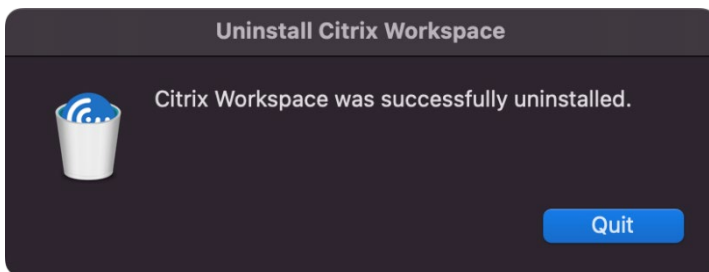 Uninstall Citrix Workspace
Citrix Workspace was successfully uninstalled.
Quit